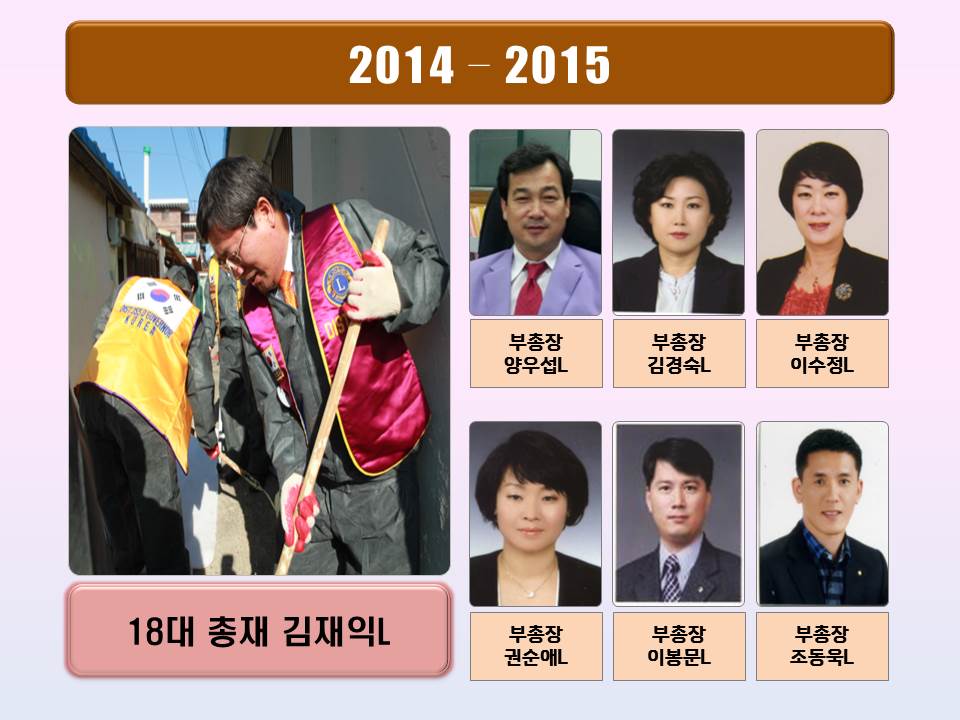 2014 – 2015
부총장
양우섭L
부총장
김경숙L
부총장
이수정L
부총장
권순애L
부총장
이봉문L
부총장
조동욱L
18대 총재 김재익L
GOVERNOR
KOREA
L